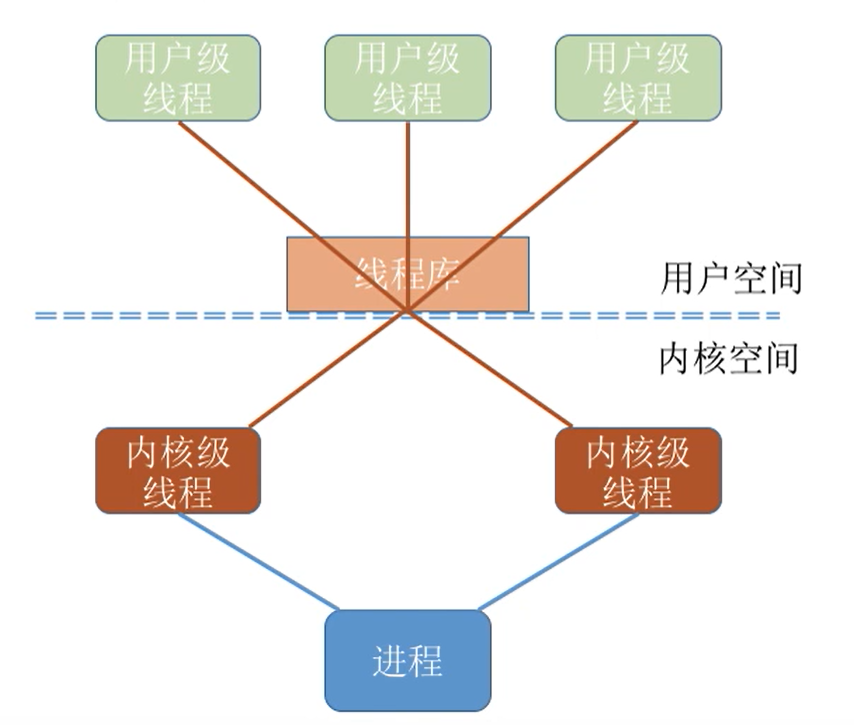 用户级
线程
用户级
线程
用户级
线程
线程库
用户空间
内核空间
内核级
线程
内核级
线程
进程